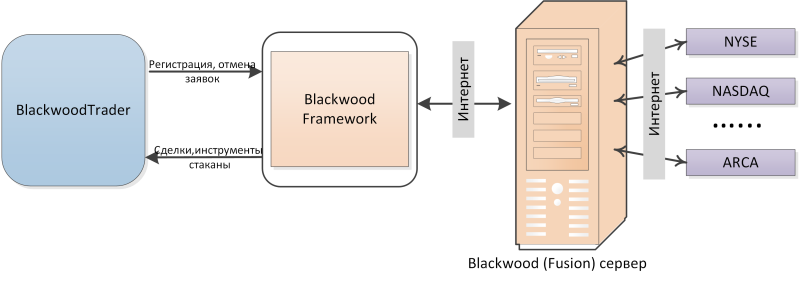 BlackwoodTrader
Регистрация, отмена
заявок
Сделки,инструменты
стаканы
Blackwood
Framework
Интернет
Blackwood (Fusion) сервер
Интернет
NYSE
NASDAQ
......
ARCA